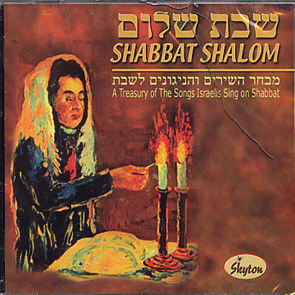 שבת שלום
SHABBAT SHALOM
מבחר השירים והניגונים לשבת
A Treasury of The Songs Israelis Sing on Shabbat
Skyton